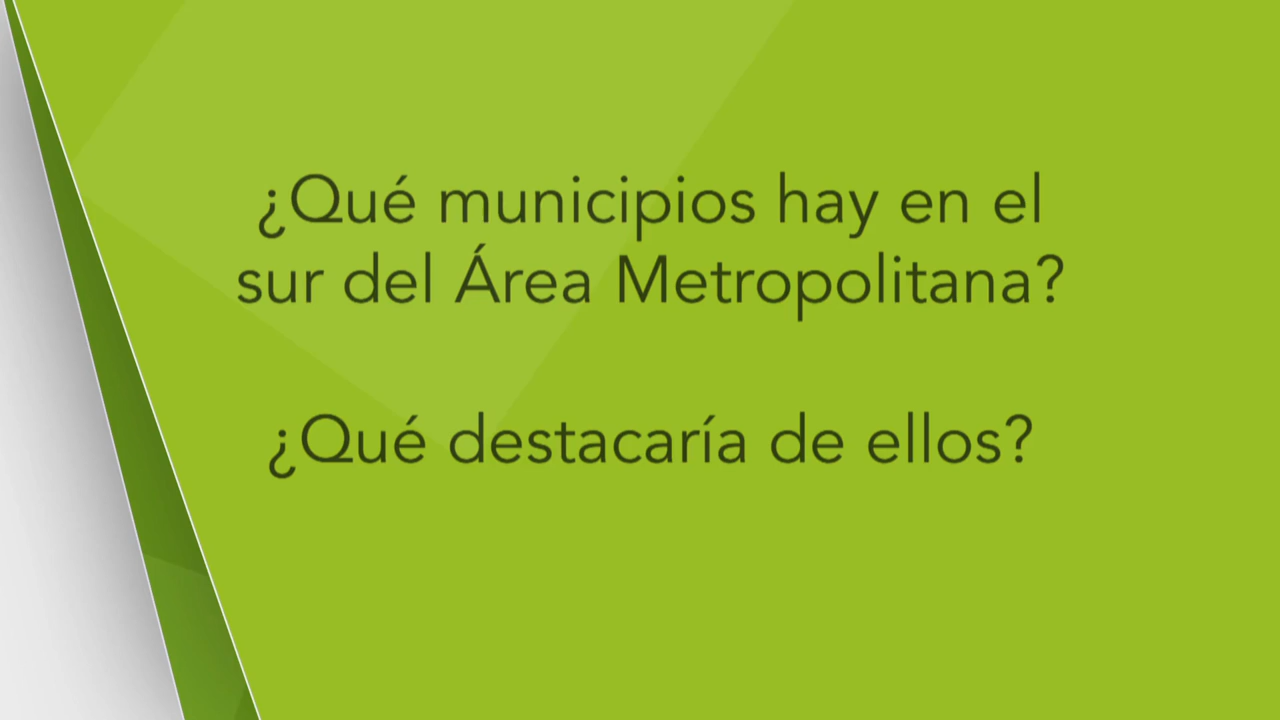 ¿Qué municipios hay en el
sur del Área Metropolitana?
¿Qué destacaría de ellos?